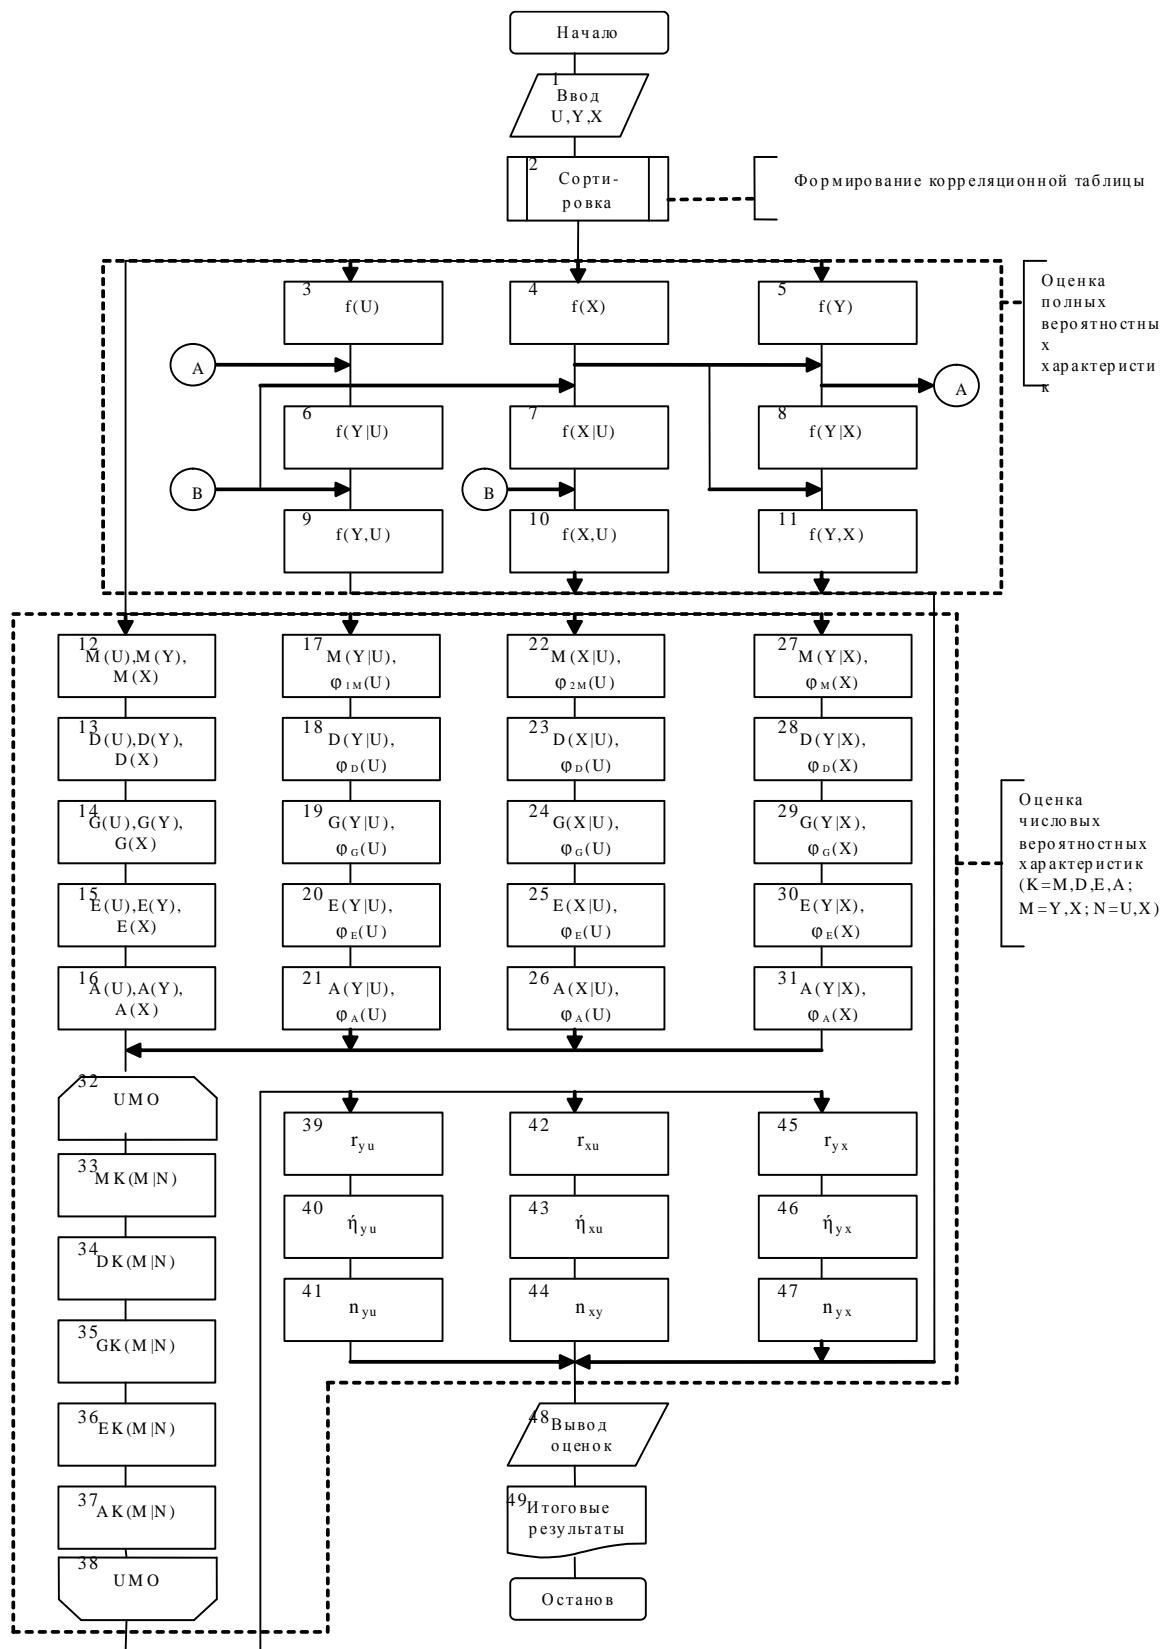 Начало
1
Ввод
U,Y,X
2
Сорти-
ровка
Формирование корреляционной таблицы
3
f(U)
4
f(X)
5
f(Y)
Оценка
полных
вероятностны
х
характеристи
к
A
A
6
f(Y|U)
7
f(X|U)
8
f(Y|X)
B
B
9
f(Y,U)
10
f(X,U)
11
f(Y,X)
12
M(U),M(Y),
M(X)
17
M(Y|U),
φ1M(U)
22
M(X|U),
φ2M(U)
27
M(Y|X),
φM(X)
13
D(U),D(Y),
D(X)
18
D(Y|U),
φD(U)
23
D(X|U),
φD(U)
28
D(Y|X),
φD(X)
14
G(U),G(Y),
G(X)
19
G(Y|U),
φG(U)
24
G(X|U),
φG(U)
29
G(Y|X),
φG(X)
Оценка
числовых
вероятностных
характеристик
(K=M,D,E,A;
M=Y,X; N=U,X)
15
E(U),E(Y),
E(X)
20
E(Y|U),
φE(U)
25
E(X|U),
φE(U)
30
E(Y|X),
φE(X)
16
A(U),A(Y),
A(X)
21
A(Y|U),
φA(U)
26
A(X|U),
φA(U)
31
A(Y|X),
φA(X)
32
UMO
33
MK(M|N)
34
DK(M|N)
35
GK(M|N)
36
EK(M|N)
37
AK(M|N)
38
UMO
39
ryu
42
rxu
45
ryx
40
ήyu
43
ήxu
46
ήyx
41
nyu
44
nxy
47
nyx
48
Вывод
оценок
49
Итоговые
результаты
Останов